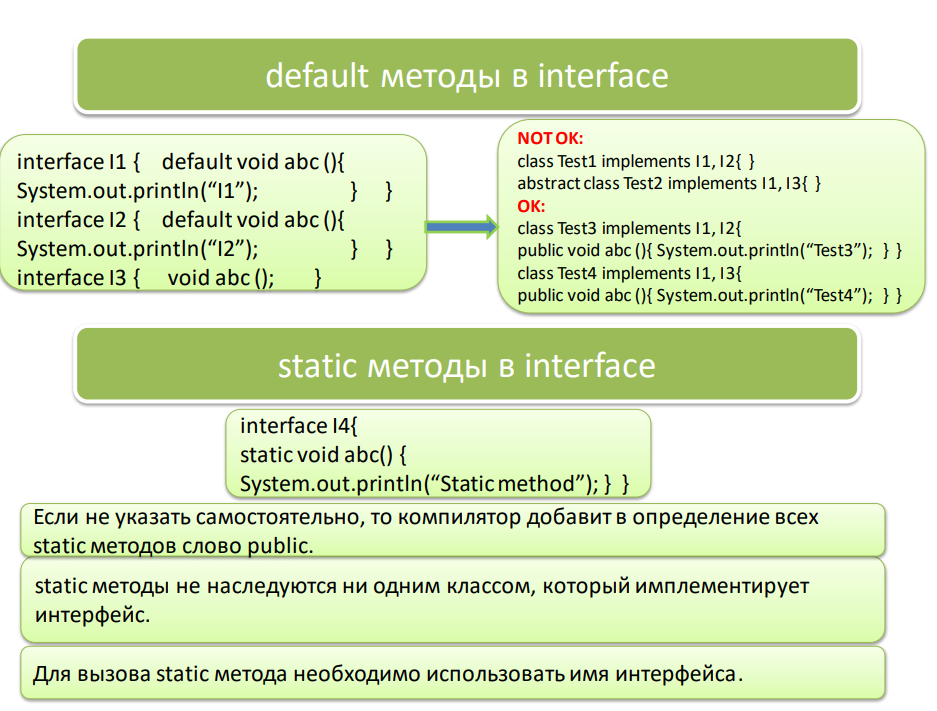 default методы в interface
interface I1 { default void abc (){
System.out.println(“I1”); } }
interface I2 { default void abc (){
System.out.println(“I2”); } }
interface I3 { void abc (); }
NOT OK:
class Test1 implements I1, I2{ }
abstract class Test2 implements I1, I3{ }
OK:
class Test3 implements I1, I2{
public void abc (){ System.out.println(“Test3”); } }
class Test4 implements I1, I3{
public void abc (){ System.out.println(“Test4”); } }
static методы в interface
interface I4{
static void abc() {
System.out.println(“Static method”); } }
Если не указать самостоятельно, то компилятор добавит в определение всех
static методов слово public.
static методы не наследуются ни одним классом, который имплементирует
интерфейс.
Для вызова static метода необходимо использовать имя интерфейса.